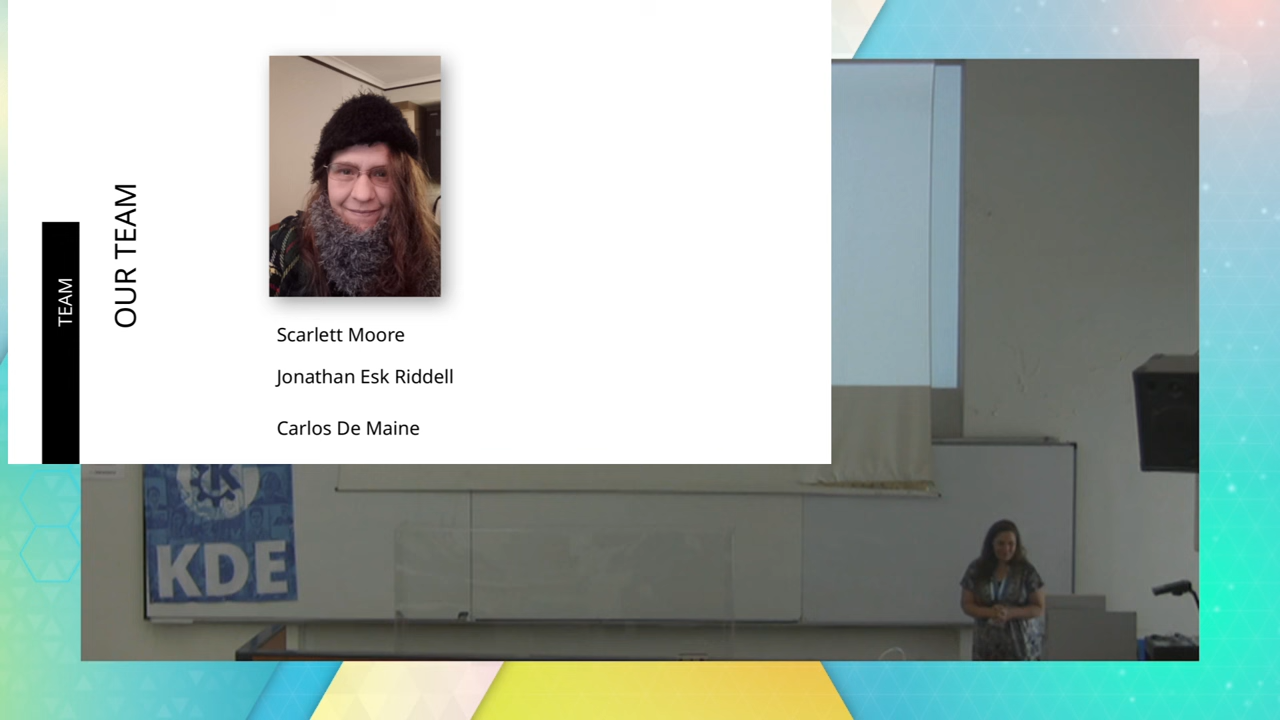 TEAM
OUR TEAM
Scarlett Moore
Jonathan Esk Riddell
Carlos De Maine
KDE